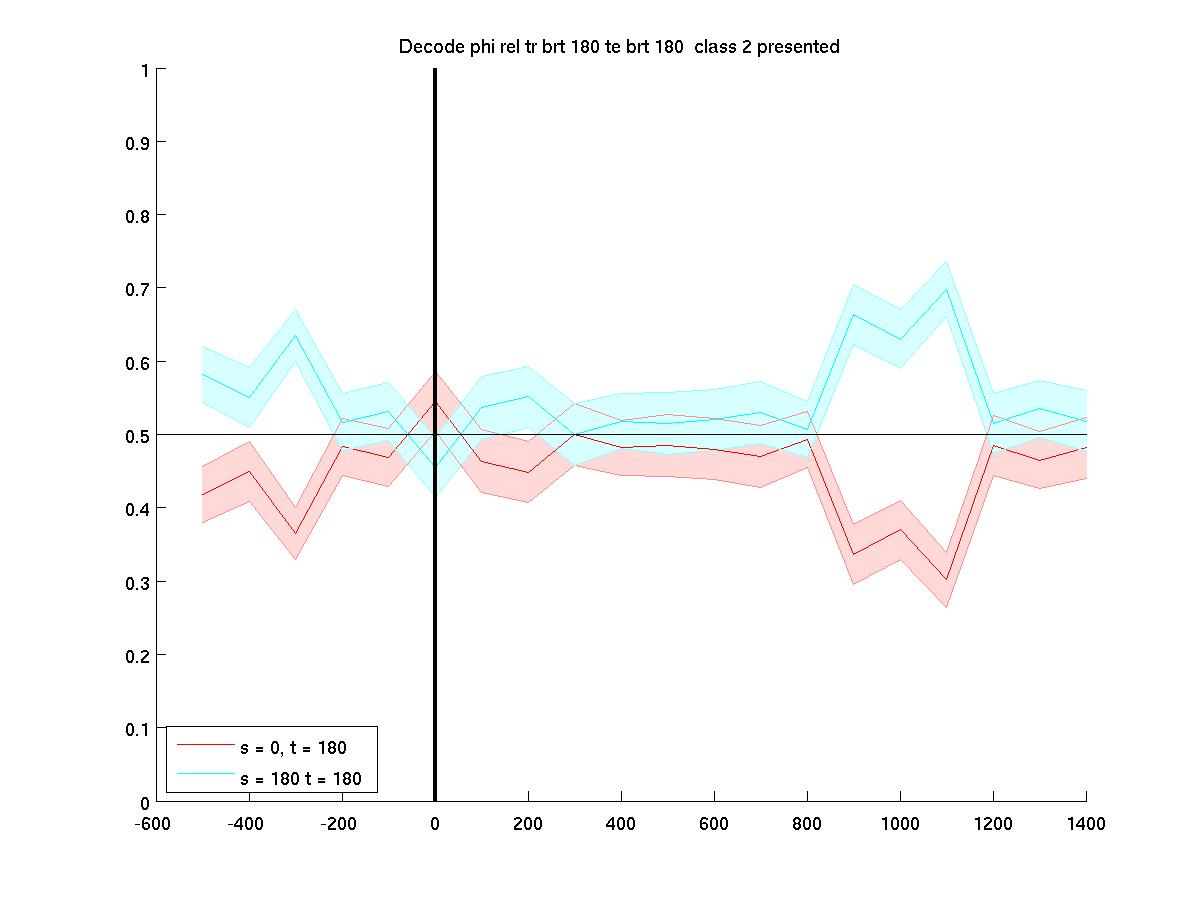 Decode phi rel tr brt 180 te brt 180  class 2 presented
1
0.9
0.8
0.7
0.6
0.5
0.4
0.3
0.2
0.1
0
s = 0, t = 180
s = 180 t = 180
-600 -400 -200 0 200 400 600 800 1000 1200 1400